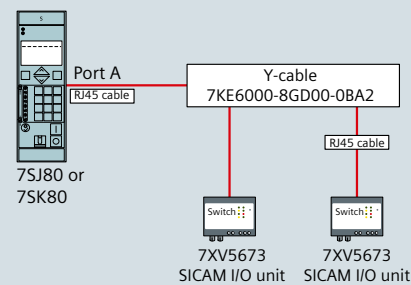 S
Port A
RJ45 cable
Y-cable
7KE6000-8GD00-0BA2
RJ45 cable
7SJ80 or
7SK80
Switch
Switch
7XV5673
SICAM I/O unit
7XV5673
SICAM I/O unit